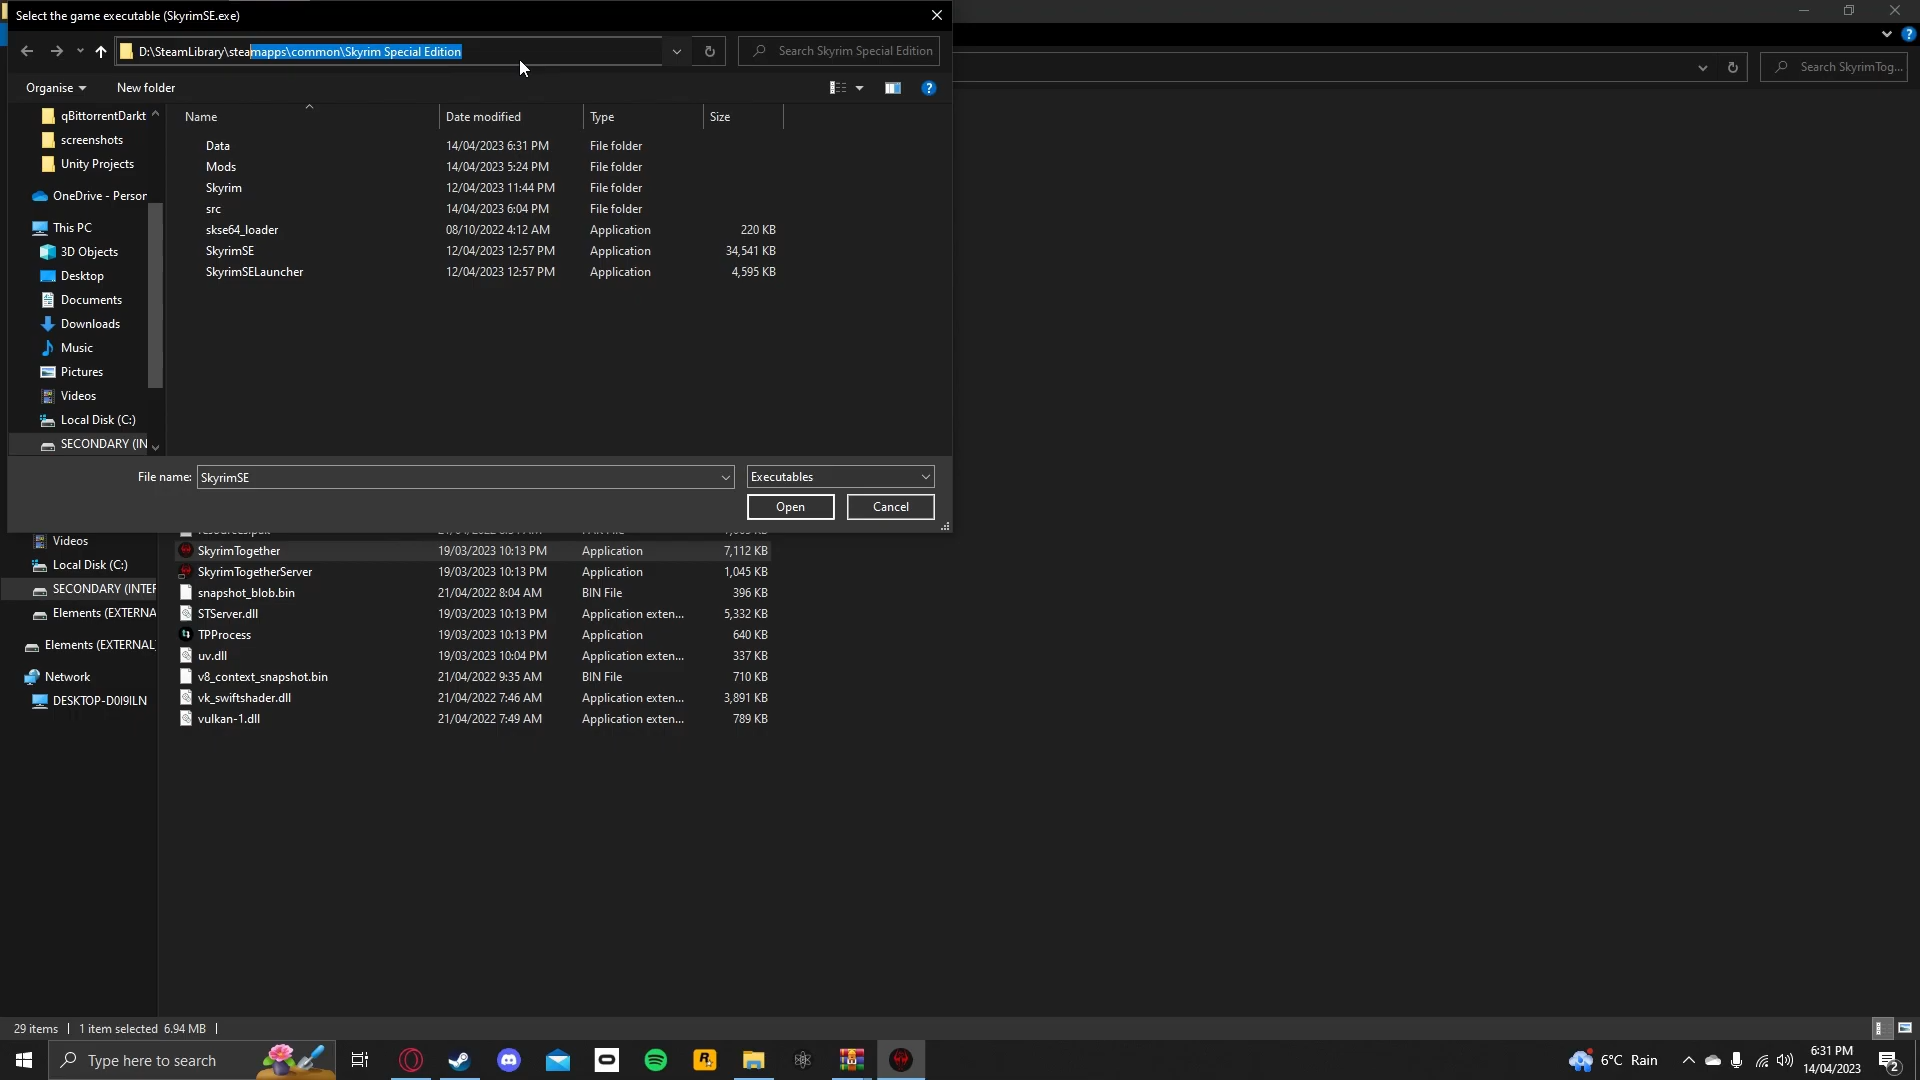 Select the game executable (SkyrimSE.exe)
D:\SteamLibrary\steamapps\common\Skyrim Special Edition
Search Skyrim Special Edition
Search SkyrimTog...
Organise
New folder
Name
Date modified
Type
Size
qBittorrentDarkt
screenshots
Unity Projects
OneDrive - Person
This PC
3D Objects
Desktop
Documents
Downloads
Music
Pictures
Videos
Local Disk (C:)
SECONDARY (IN
Data 14/04/2023 6:31 PM File folder
Mods 14/04/2023 5:24 PM File folder
Skyrim 12/04/2023 11:44 PM File folder
src 14/04/2023 6:04 PM File folder
skse64_loader 08/10/2022 4:12 AM Application 220 KB
SkyrimSE 12/04/2023 12:57 PM Application 34,541 KB
SkyrimSELauncher 12/04/2023 12:57 PM Application 4,595 KB
File name: SkyrimSE
Executables
Open
Cancel
Videos
Local Disk (C:)
SECONDARY (INTER
Elements (EXTERNA
Elements (EXTERNAL
Network
DESKTOP-D0I9ILN
SkyrimTogether 19/03/2023 10:13 PM Application 7,112 KB
SkyrimTogetherServer 19/03/2023 10:13 PM Application 1,045 KB
snapshot_blob.bin 21/04/2022 8:04 AM BIN File 396 KB
STServer.dll 19/03/2023 10:13 PM Application exten... 5,332 KB
TPProcess 19/03/2023 10:13 PM Application 640 KB
uv.dll 19/03/2023 10:04 PM Application exten... 337 KB
v8_context_snapshot.bin 21/04/2022 9:35 AM BIN File 710 KB
vk_swiftshader.dll 21/04/2022 7:46 AM Application exten... 3,891 KB
vulkan-1.dll 21/04/2022 7:49 AM Application exten... 789 KB
29 items
1 item selected 6.94 MB
Type here to search
6°C Rain
6:31 PM
14/04/2023
2